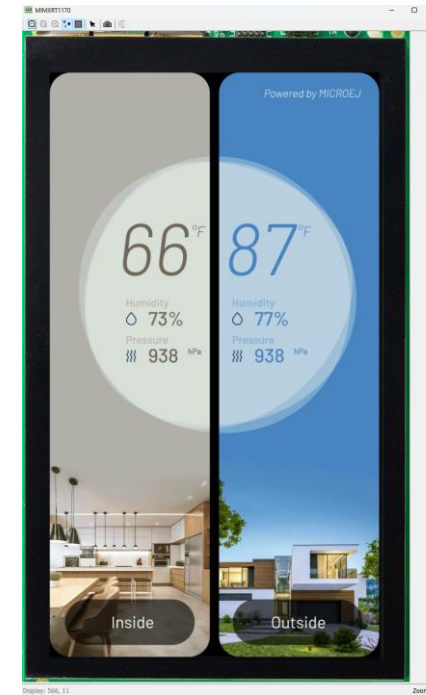 MIMXRT1170
Powered by MICROEJ
66°F
87°F
Humidity
73%
Pressure
938 hPa
Humidity
77%
Pressure
938 hPa
Inside
Outside
Display: 566, 11
Zoom